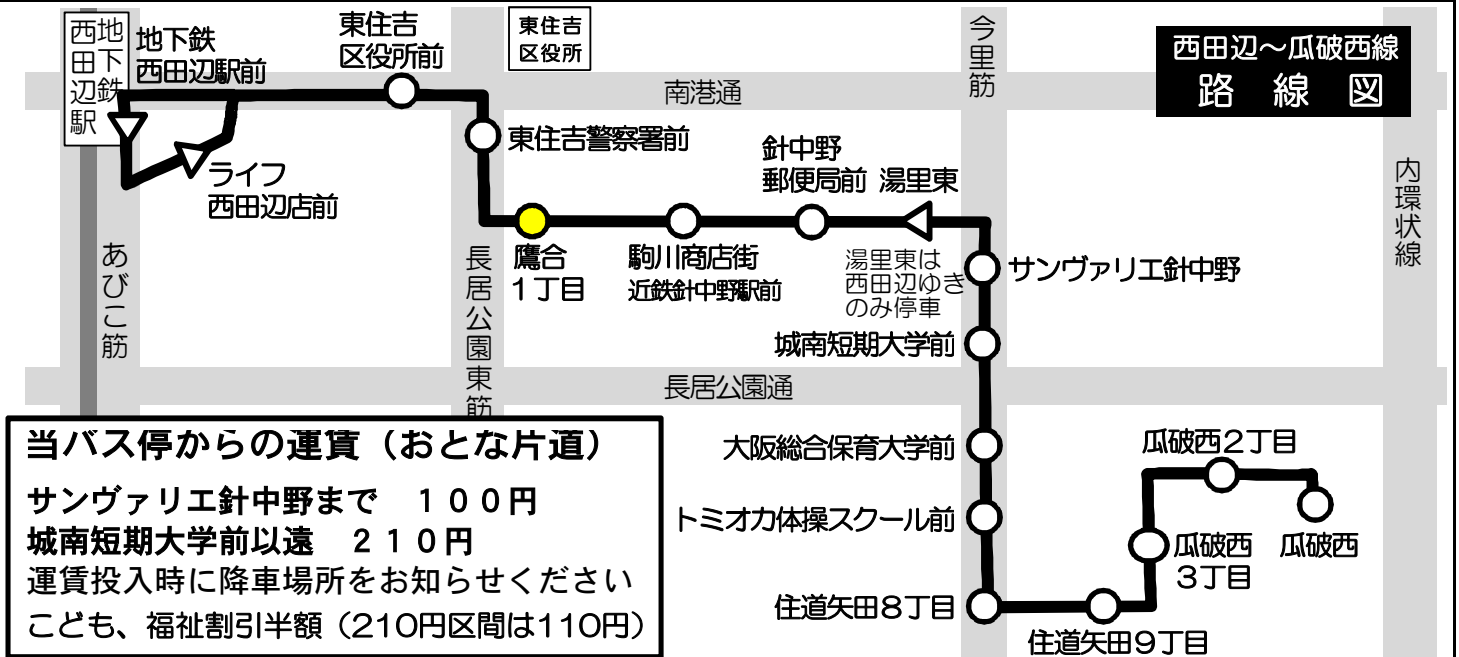 西田辺～瓜破西線
路線図
地下鉄
西田辺駅
地下鉄
西田辺駅前
東住吉
区役所前
東住吉
区役所
今里筋
南港通
内環状線
東住吉警察署前
ライフ
西田辺店前
針中野
郵便局前
湯里東
あびこ筋
長居公園東筋
鷹合
1丁目
駒川商店街
近鉄針中野駅前
湯里東は
西田辺ゆき
のみ停車
サンヴァリエ針中野
城南短期大学前
長居公園通
大阪総合保育大学前
トミオカ体操スクール前
住道矢田8丁目
住道矢田9丁目
瓜破西
3丁目
瓜破西2丁目
瓜破西
当バス停からの運賃（おとな片道）
サンヴァリエ針中野まで　１００円
城南短期大学前以遠　２１０円
運賃投入時に降車場所をお知らせください
こども、福祉割引半額（210円区間は110円）